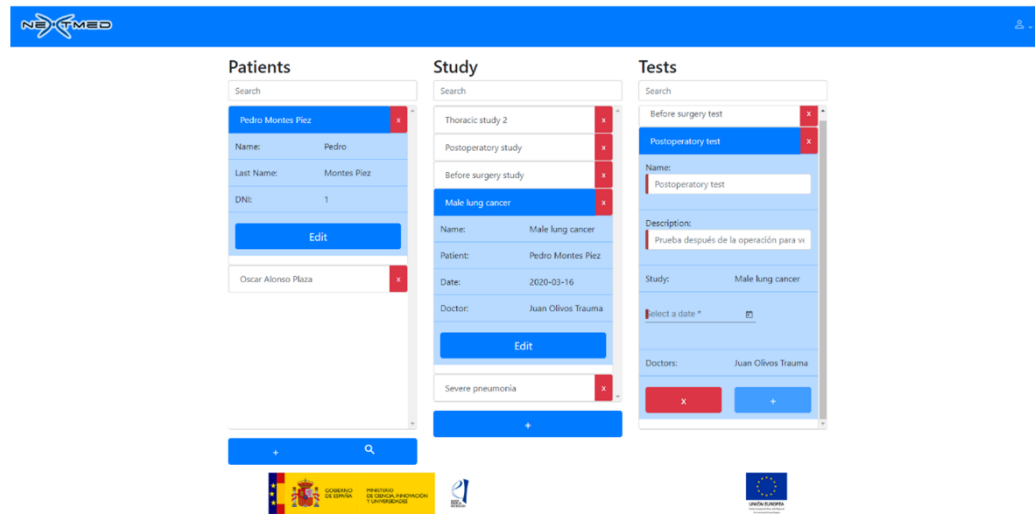 NEXTMED
Patients
Search
Pedro Montes Piez
x
Name: Pedro
Last Name: Montes Piez
DNI: 1
Edit
Oscar Alonso Plaza
x
+
Study
Search
Thoracic study 2
x
Postoperatory study
x
Before surgery study
x
Male lung cancer
x
Name: Male lung cancer
Patient: Pedro Montes Piez
Date: 2020-03-16
Doctor: Juan Olivos Trauma
Edit
Severe pneumonia
x
+
Tests
Search
Before surgery test
x
Postoperatory test
x
Name:
Postoperatory test
Description:
Prueba después de la operación para ve
Study: Male lung cancer
Select a date *
Doctors: Juan Olivos Trauma
x
+
GOBIERNO
DE ESPAÑA
MINISTERIO
DE CIENCIA, INNOVACIÓN
Y UNIVERSIDADES
UNIÓN EUROPEA